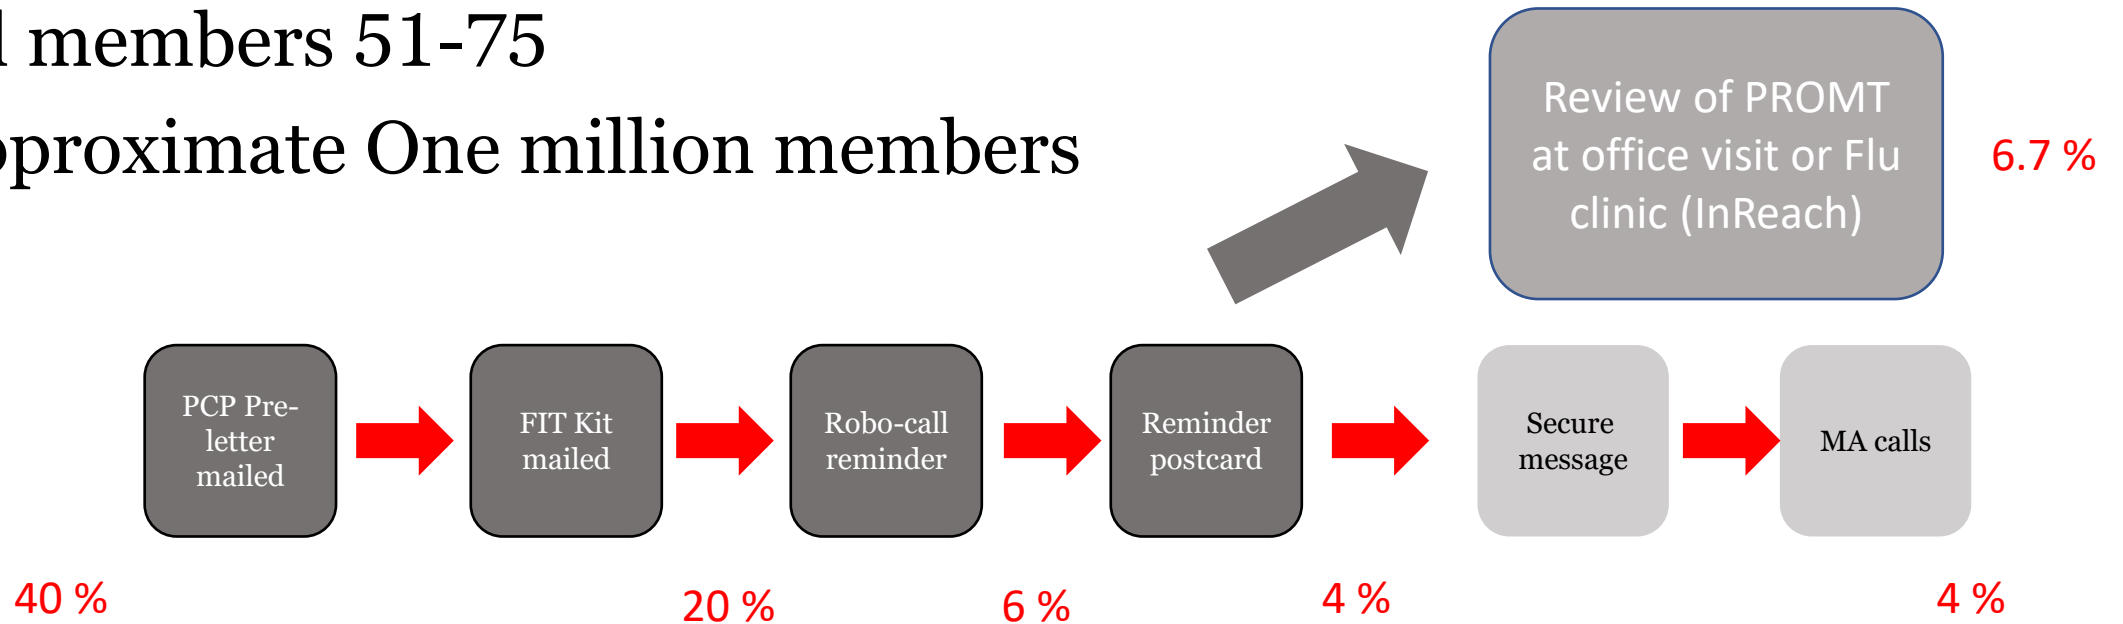 members 51-75
pproximate One million members
Review of PROMT
at office visit or Flu
clinic (InReach)
6.7 %
PCP Pre-
letter
mailed
FIT Kit
mailed
Robo-call
reminder
Reminder
postcard
Secure
message
MA calls
40 %
20 %
6 %
4 %
4 %